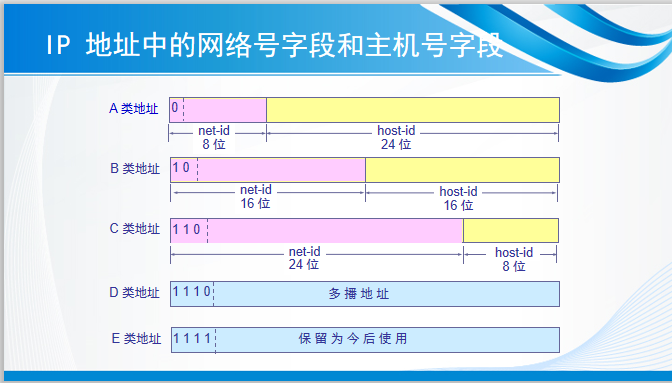 IP 地址中的网络号字段和主机号字段
A 类地址 0
net-id host-id
8 位 24 位
B 类地址 1 0
net-id host-id
16 位 16 位
C 类地址 1 1 0
net-id host-id
24 位 8 位
D 类地址 1 1 1 0 多 播 地 址
E 类地址 1 1 1 1 保 留 为 今 后 使 用